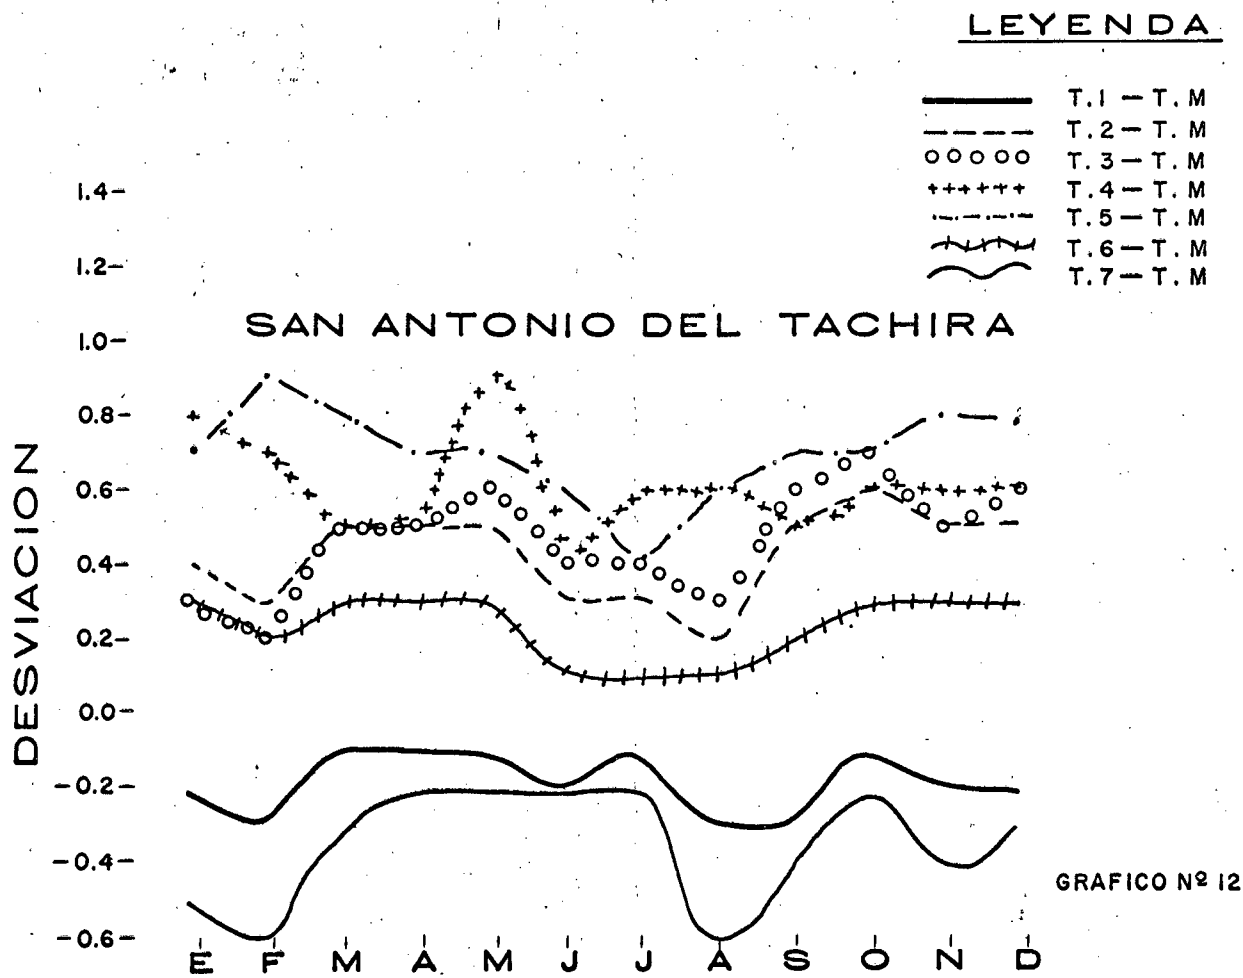 LEYENDA
T.1 — T.M
T.2 — T.M
T.3 — T.M
T.4 — T.M
T.5 — T.M
T.6 — T.M
T.7 — T.M
SAN ANTONIO DEL TACHIRA
DESVIACION
1.4
1.2
1.0
0.8
0.6
0.4
0.2
0.0
-0.2
-0.4
-0.6
E F M A M J J A S O N D
GRAFICO Nº 12